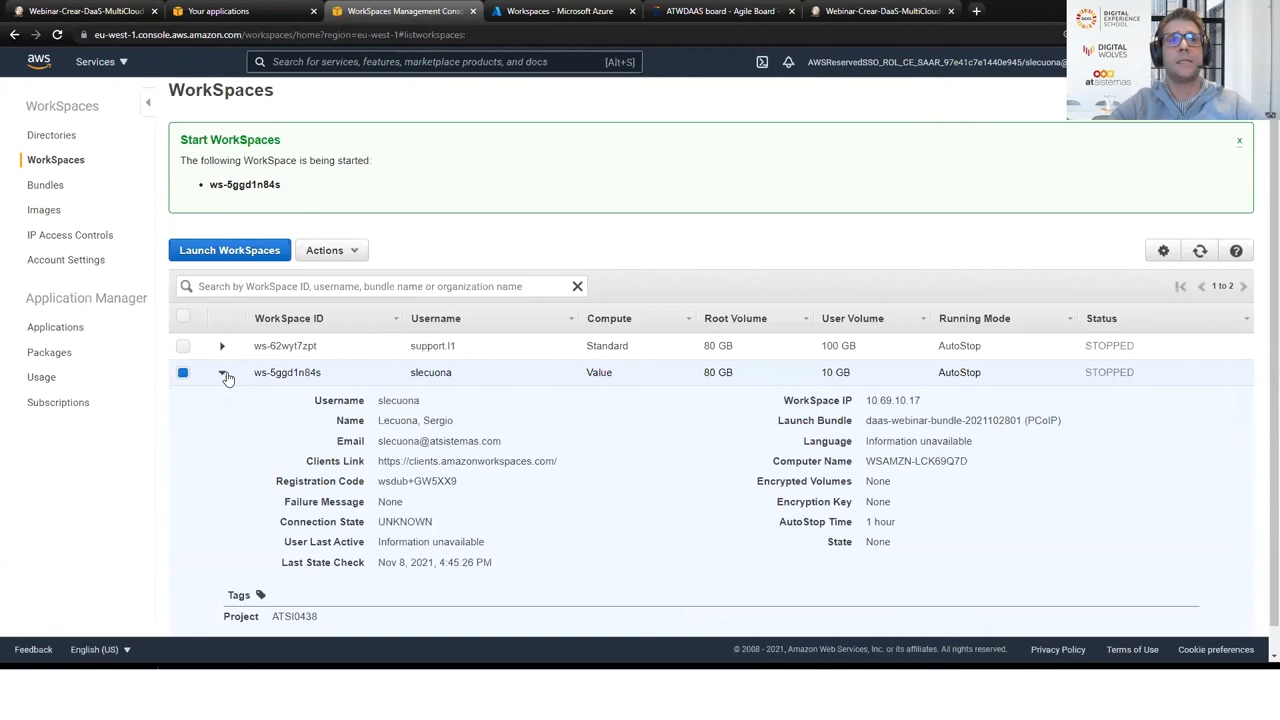 Webinar-Crear-DaaS-MultiCloud
Your applications
WorkSpaces Management Conso
Workspaces - Microsoft Azure
ATWDAAS board - Agile Board -
Webinar-Crear-DaaS-MultiCloud
eu-west-1.console.aws.amazon.com/workspaces/home?region=eu-west-1#listworkspaces:
aws
Services
Search for services, features, marketplace products, and docs
[Alt+S]
AWSReservedSSO_ROL_CE_SAAR_97e41c7e1440e945/slecuona@
DIGITAL EXPERIENCE SCHOOL
DIGITAL WOLVES
atsistemas
WorkSpaces
Directories
WorkSpaces
Bundles
Images
IP Access Controls
Account Settings
Application Manager
Applications
Packages
Usage
Subscriptions
WorkSpaces
Start WorkSpaces
x
The following WorkSpace is being started:
• ws-5ggd1n84s
Launch WorkSpaces
Actions
Search by WorkSpace ID, username, bundle name or organization name
1 to 2
WorkSpace ID Username Compute Root Volume User Volume Running Mode Status
ws-62wyt7zpt support.l1 Standard 80 GB 100 GB AutoStop STOPPED
ws-5ggd1n84s slecuona Value 80 GB 10 GB AutoStop STOPPED
Username slecuona WorkSpace IP 10.69.10.17
Name Lecuona, Sergio Launch Bundle daas-webinar-bundle-2021102801 (PCoIP)
Email slecuona@atsistemas.com Language Information unavailable
Clients Link https://clients.amazonworkspaces.com/ Computer Name WSAMZN-LCK69Q7D
Registration Code wsdub+GW5XX9 Encrypted Volumes None
Failure Message None Encryption Key None
Connection State UNKNOWN AutoStop Time 1 hour
User Last Active Information unavailable State None
Last State Check Nov 8, 2021, 4:45:26 PM
Tags
Project ATSI0438
Feedback English (US) © 2008 - 2021, Amazon Web Services, Inc. or its affiliates. All rights reserved. Privacy Policy Terms of Use Cookie preferences